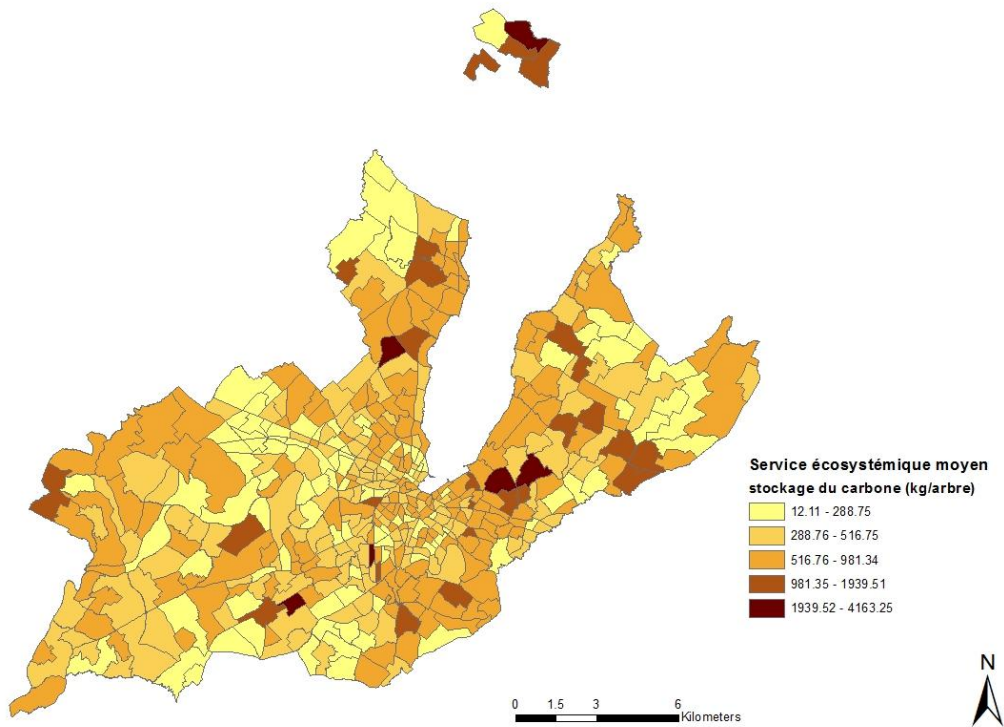 Service écosystémique moyen
stockage du carbone (kg/arbre)
12.11 - 288.75
288.76 - 516.75
516.76 - 981.34
981.35 - 1939.51
1939.52 - 4163.25
N
0 1.5 3 6
Kilometers